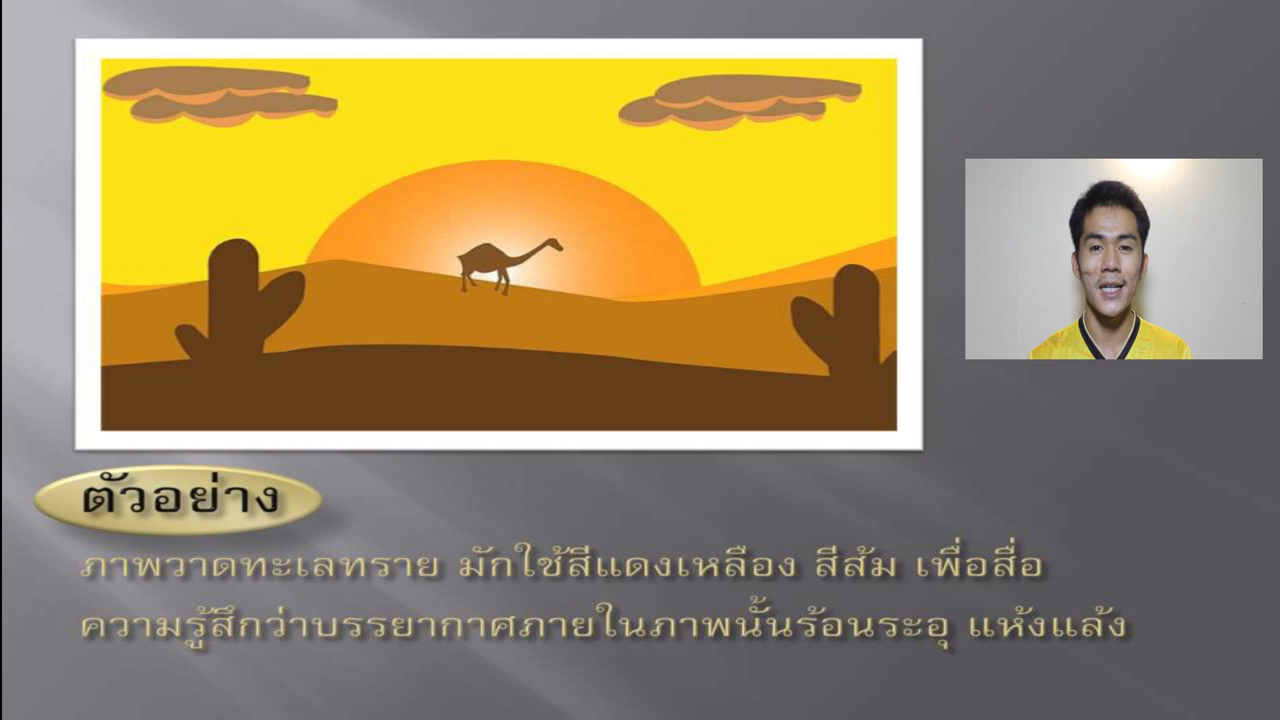 ตัวอย่าง
ภาพวาดทะเลทราย มักใช้สีแดงเหลือง สีส้ม เพื่อสื่อ
ความรู้สึกว่าบรรยากาศภายในภาพนั้นร้อนระอุ แห้งแล้ง